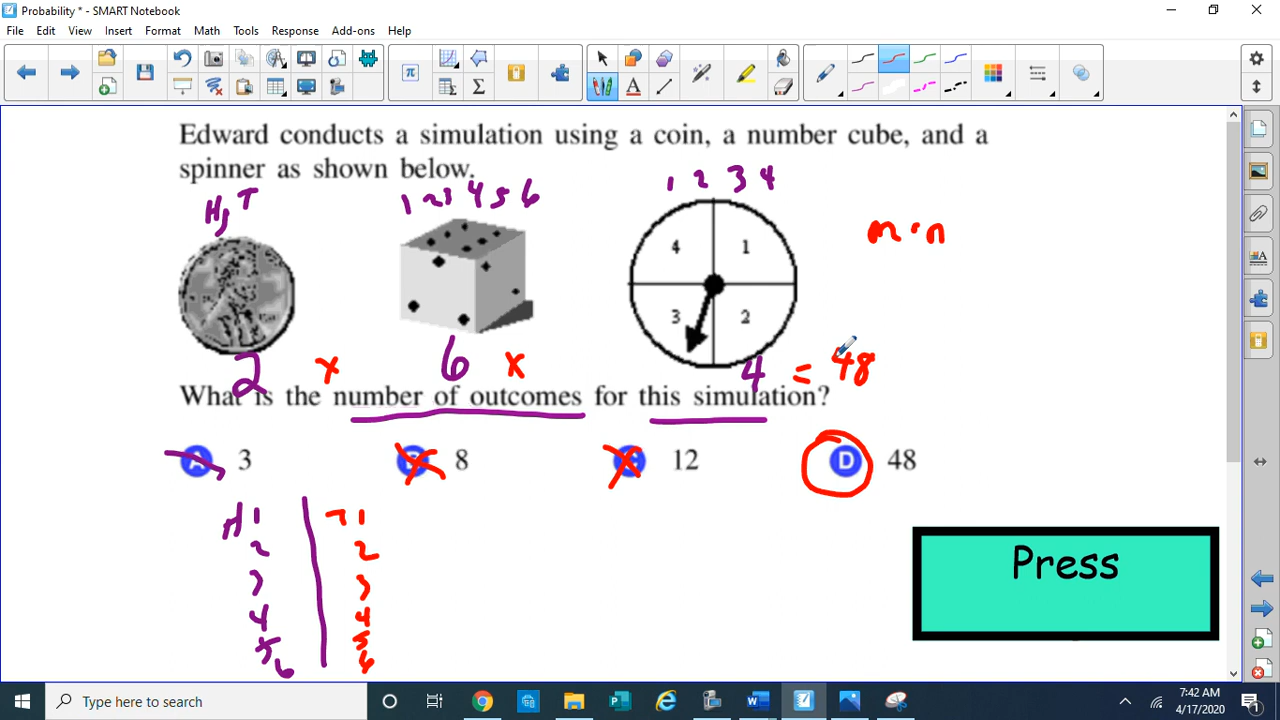 Probability * - SMART Notebook
File Edit View Insert Format Math Tools Response Help
π Σ A
Edward conducts a simulation using a coin, a number cube, and a
spinner as shown below.
H, T
1 2 3 4 5 6
1 2 3 4
4 1
3 2
m · n
2 x 6 x 4 = 48
What is the number of outcomes for this simulation?
A 3 8 12 D 48
H 1 T 1
2 2
3 3
4 4
5 5
6 6
Press
Type here to search
7:42 AM
4/17/2020
1